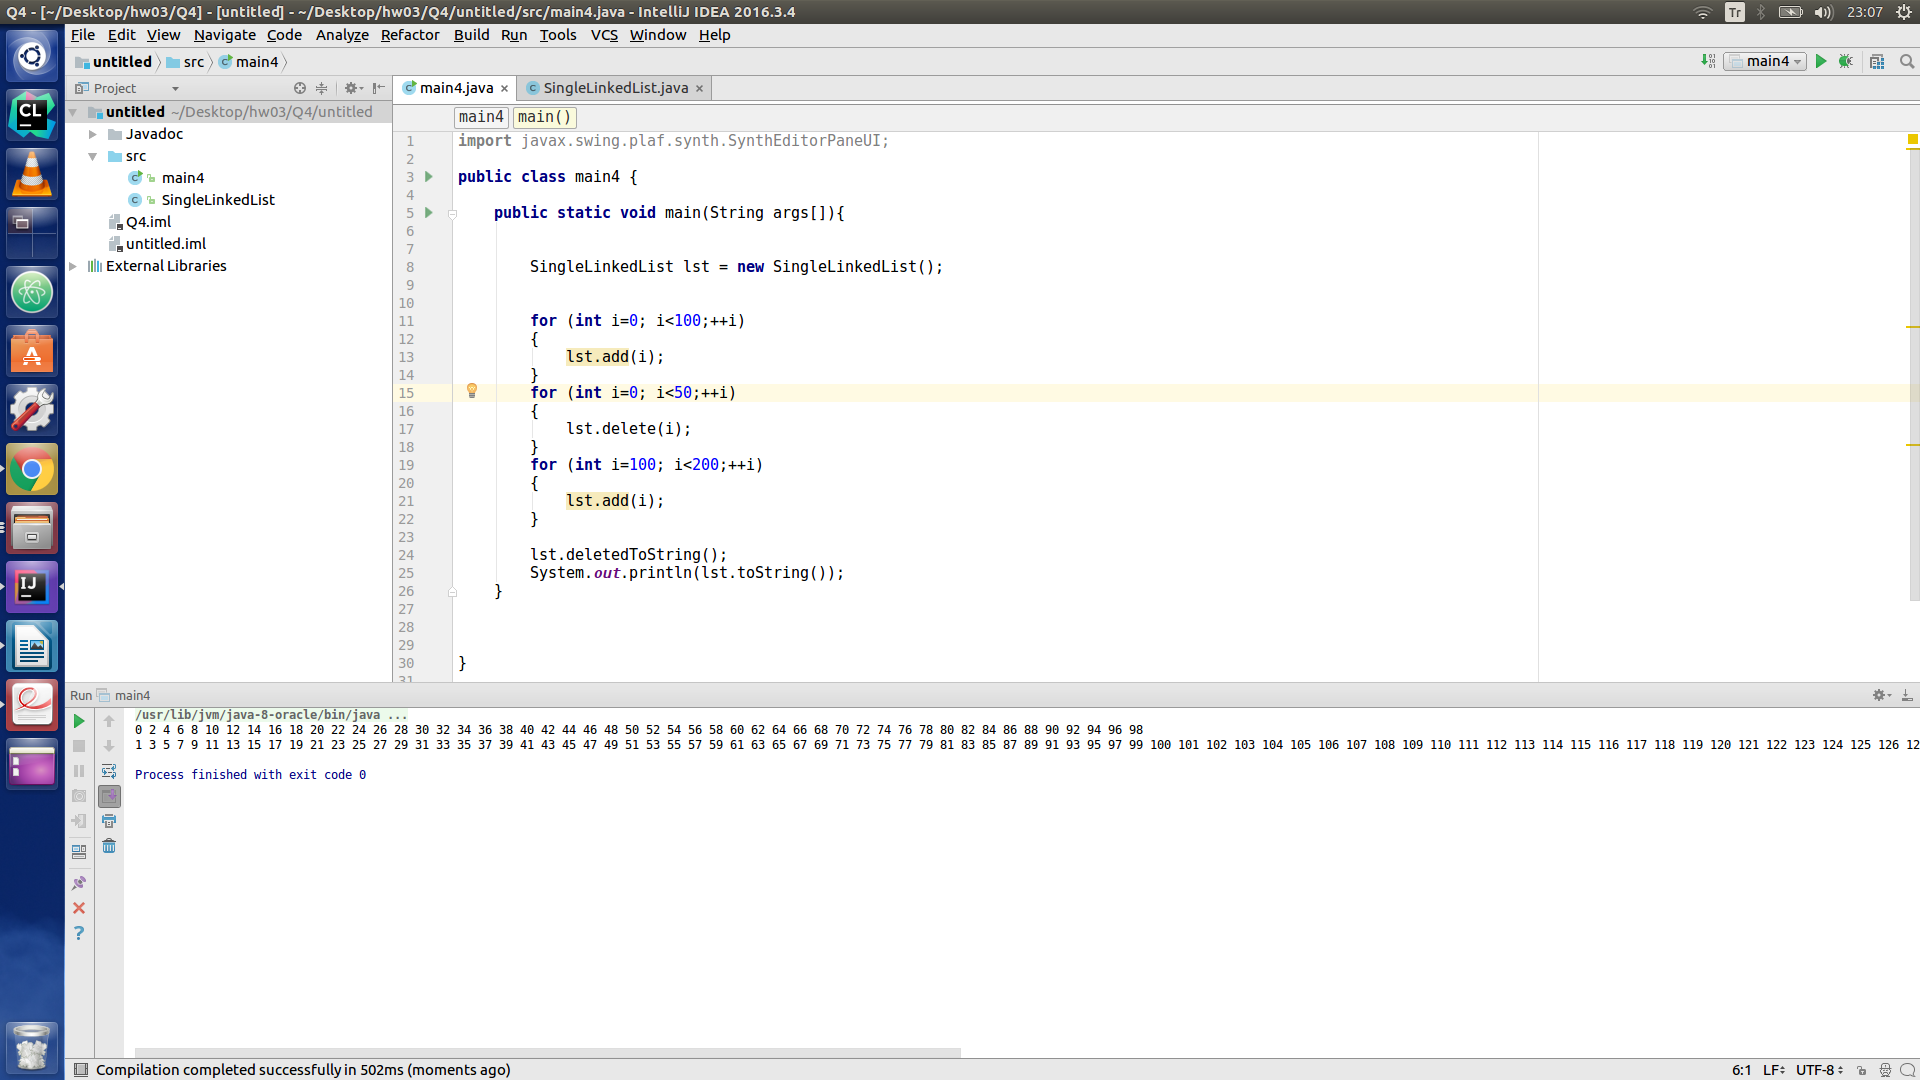 Q4 - [~/Desktop/hw03/Q4] - [untitled] - ~/Desktop/hw03/Q4/untitled/src/main4.java - IntelliJ IDEA 2016.3.4
Tr
23:07
File Edit View Navigate Code Analyze Refactor Build Run Tools VCS Window Help
untitled src main4
main4
Project
main4.java
SingleLinkedList.java
untitled ~/Desktop/hw03/Q4/untitled
Javadoc
src
main4
SingleLinkedList
Q4.iml
untitled.iml
External Libraries
main4 main()
1 import javax.swing.plaf.synth.SynthEditorPaneUI;
2
3 public class main4 {
4
5 public static void main(String args[]){
6
7
8 SingleLinkedList lst = new SingleLinkedList();
9
10
11 for (int i=0; i<100;++i)
12 {
13 lst.add(i);
14 }
15 for (int i=0; i<50;++i)
16 {
17 lst.delete(i);
18 }
19 for (int i=100; i<200;++i)
20 {
21 lst.add(i);
22 }
23
24 lst.deletedToString();
25 System.out.println(lst.toString());
26 }
27
28
29
30 }
31
Run main4
/usr/lib/jvm/java-8-oracle/bin/java ...
0 2 4 6 8 10 12 14 16 18 20 22 24 26 28 30 32 34 36 38 40 42 44 46 48 50 52 54 56 58 60 62 64 66 68 70 72 74 76 78 80 82 84 86 88 90 92 94 96 98
1 3 5 7 9 11 13 15 17 19 21 23 25 27 29 31 33 35 37 39 41 43 45 47 49 51 53 55 57 59 61 63 65 67 69 71 73 75 77 79 81 83 85 87 89 91 93 95 97 99 100 101 102 103 104 105 106 107 108 109 110 111 112 113 114 115 116 117 118 119 120 121 122 123 124 125 126 12
Process finished with exit code 0
CL
IJ
Compilation completed successfully in 502ms (moments ago)
6:1 LF UTF-8